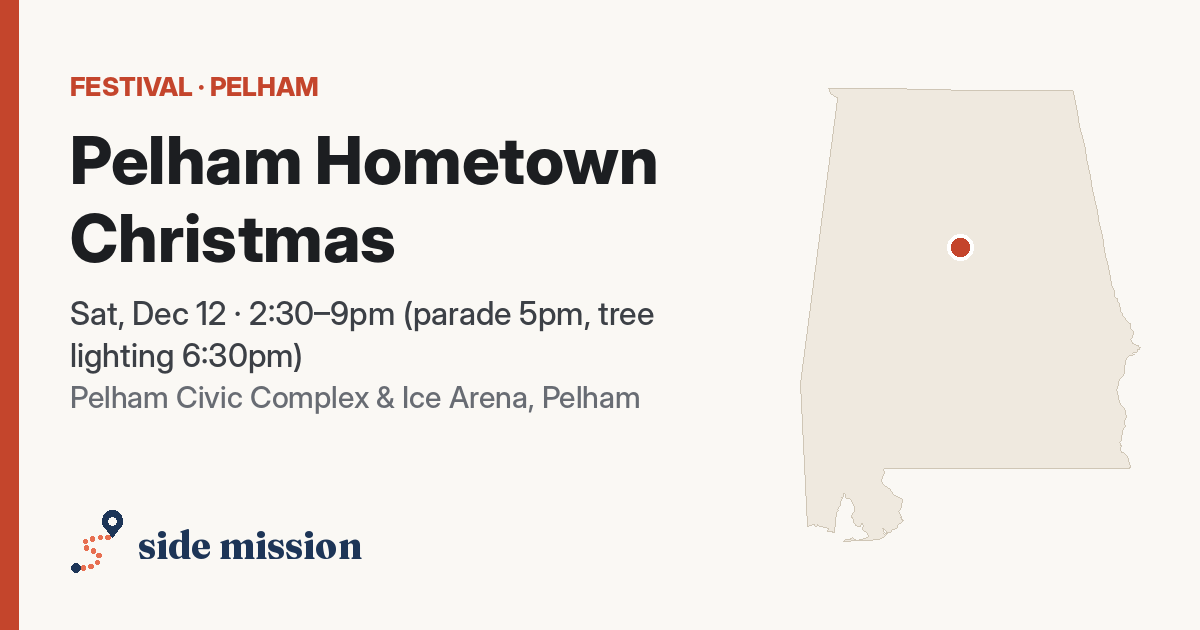 FESTIVAL · PELHAM
Pelham Hometown
Christmas
Sat, Dec 12 · 2:30–9pm (parade 5pm, tree
lighting 6:30pm)
Pelham Civic Complex & Ice Arena, Pelham
side mission